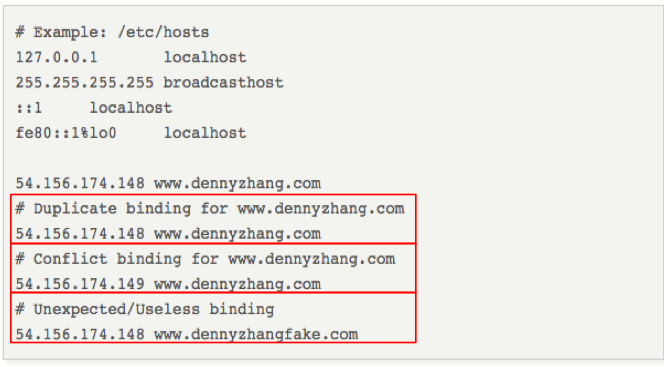 # Example: /etc/hosts
127.0.0.1       localhost
255.255.255.255 broadcasthost
::1     localhost
fe80::1%lo0     localhost
54.156.174.148 www.dennyzhang.com
# Duplicate binding for www.dennyzhang.com
54.156.174.148 www.dennyzhang.com
# Conflict binding for www.dennyzhang.com
54.156.174.149 www.dennyzhang.com
# Unexpected/Useless binding
54.156.174.148 www.dennyzhangfake.com